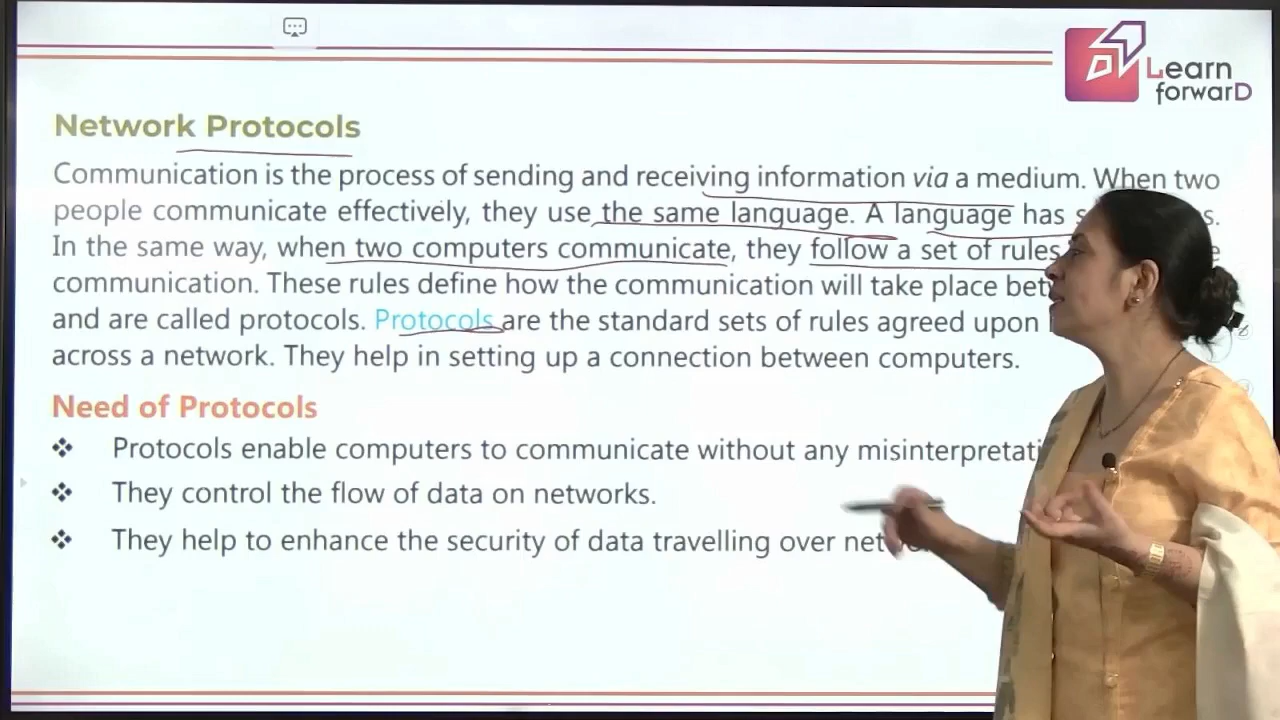 Learn
forwarD
Network Protocols
Communication is the process of sending and receiving information via a medium. When two
people communicate effectively, they use the same language. A language has
In the same way, when two computers communicate, they follow a set of rules
communication. These rules define how the communication will take place
and are called protocols. Protocols are the standard sets of rules agreed upon
across a network. They help in setting up a connection between computers.
Need of Protocols
❖ Protocols enable computers to communicate without any
❖ They control the flow of data on networks.
❖ They help to enhance the security of data travelling over